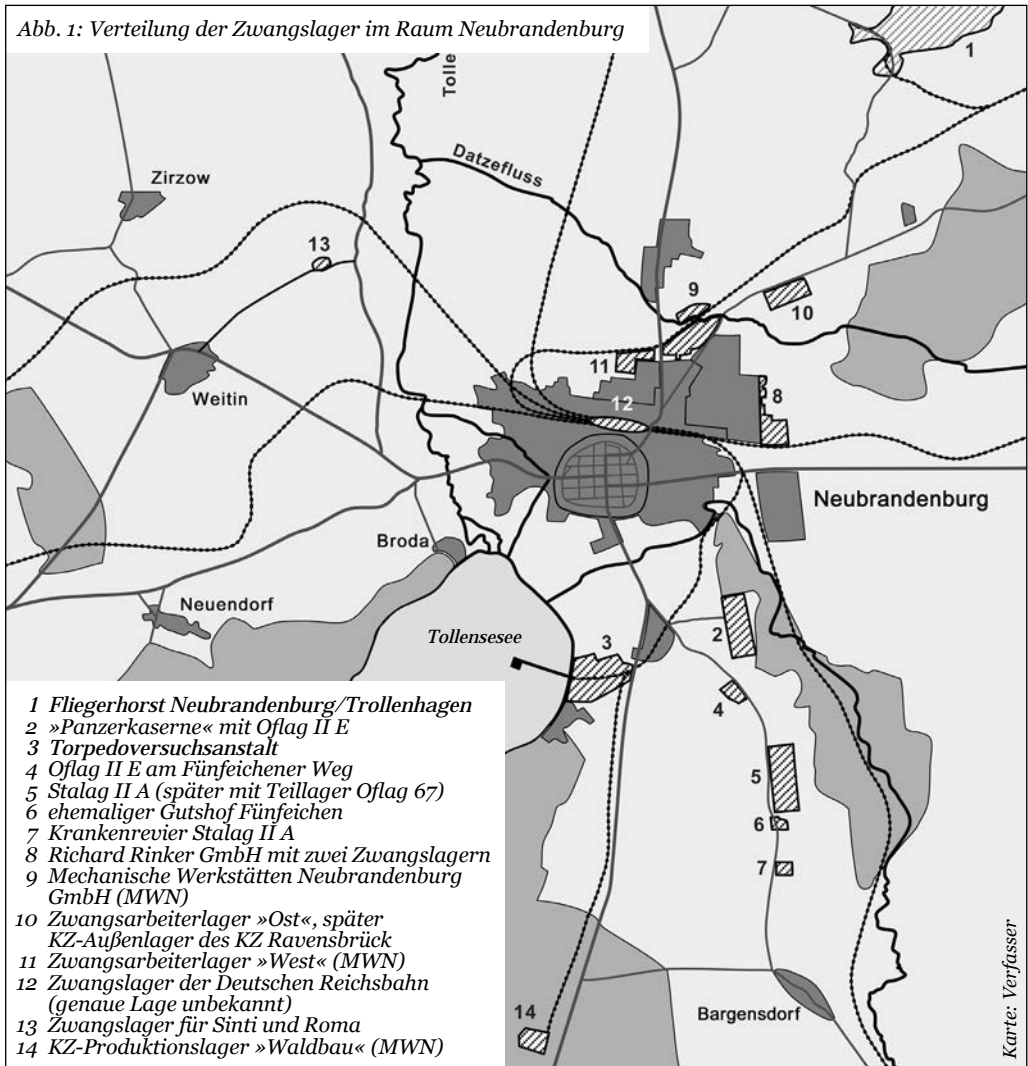 Abb. 1: Verteilung der Zwangslager im Raum Neubrandenburg
1
Tolle
Datzefluss
Zirzow
13
9
10
11
8
12
Weitin
Neubrandenburg
Broda
Neuendorf
Tollensesee
3
2
4
5
6
7
14
Bargensdorf
1 Fliegerhorst Neubrandenburg/Trollenhagen
2 »Panzerkaserne« mit Oflag II E
3 Torpedoversuchsanstalt
4 Oflag II E am Fünfeichener Weg
5 Stalag II A (später mit Teillager Oflag 67)
6 ehemaliger Gutshof Fünfeichen
7 Krankenrevier Stalag II A
8 Richard Rinker GmbH mit zwei Zwangslagern
9 Mechanische Werkstätten Neubrandenburg
GmbH (MWN)
10 Zwangsarbeiterlager »Ost«, später
KZ-Außenlager des KZ Ravensbrück
11 Zwangsarbeiterlager »West« (MWN)
12 Zwangslager der Deutschen Reichsbahn
(genaue Lage unbekannt)
13 Zwangslager für Sinti und Roma
14 KZ-Produktionslager »Waldbau« (MWN)
Karte: Verfasser